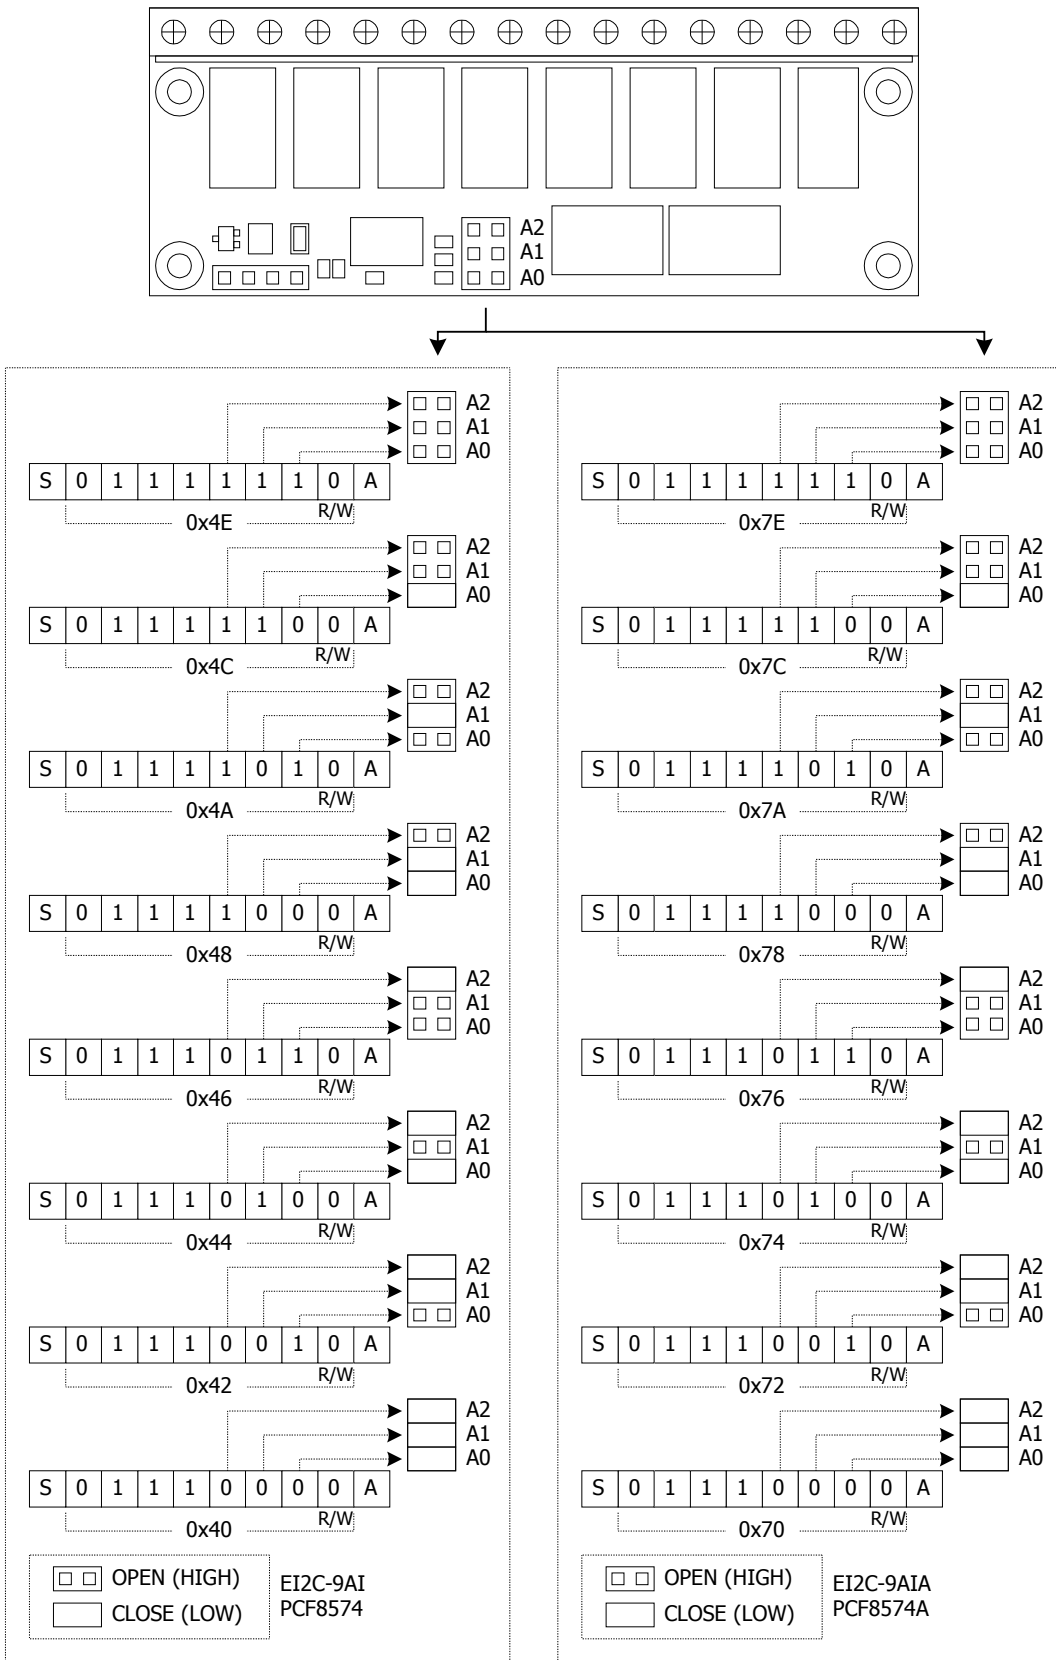 A2
A1
A0
A2
A1
A0
S 0 1 1 1 1 1 1 0 A
R/W
0x4E
A2
A1
A0
S 0 1 1 1 1 1 0 0 A
R/W
0x4C
A2
A1
A0
S 0 1 1 1 1 0 1 0 A
R/W
0x4A
A2
A1
A0
S 0 1 1 1 1 0 0 0 A
R/W
0x48
A2
A1
A0
S 0 1 1 1 0 1 1 0 A
R/W
0x46
A2
A1
A0
S 0 1 1 1 0 1 0 0 A
R/W
0x44
A2
A1
A0
S 0 1 1 1 0 0 1 0 A
R/W
0x42
A2
A1
A0
S 0 1 1 1 0 0 0 0 A
R/W
0x40
OPEN (HIGH)
CLOSE (LOW)
EI2C-9AI
PCF8574
A2
A1
A0
S 0 1 1 1 1 1 1 0 A
R/W
0x7E
A2
A1
A0
S 0 1 1 1 1 1 0 0 A
R/W
0x7C
A2
A1
A0
S 0 1 1 1 1 0 1 0 A
R/W
0x7A
A2
A1
A0
S 0 1 1 1 1 0 0 0 A
R/W
0x78
A2
A1
A0
S 0 1 1 1 0 1 1 0 A
R/W
0x76
A2
A1
A0
S 0 1 1 1 0 1 0 0 A
R/W
0x74
A2
A1
A0
S 0 1 1 1 0 0 1 0 A
R/W
0x72
A2
A1
A0
S 0 1 1 1 0 0 0 0 A
R/W
0x70
OPEN (HIGH)
CLOSE (LOW)
EI2C-9AIA
PCF8574A